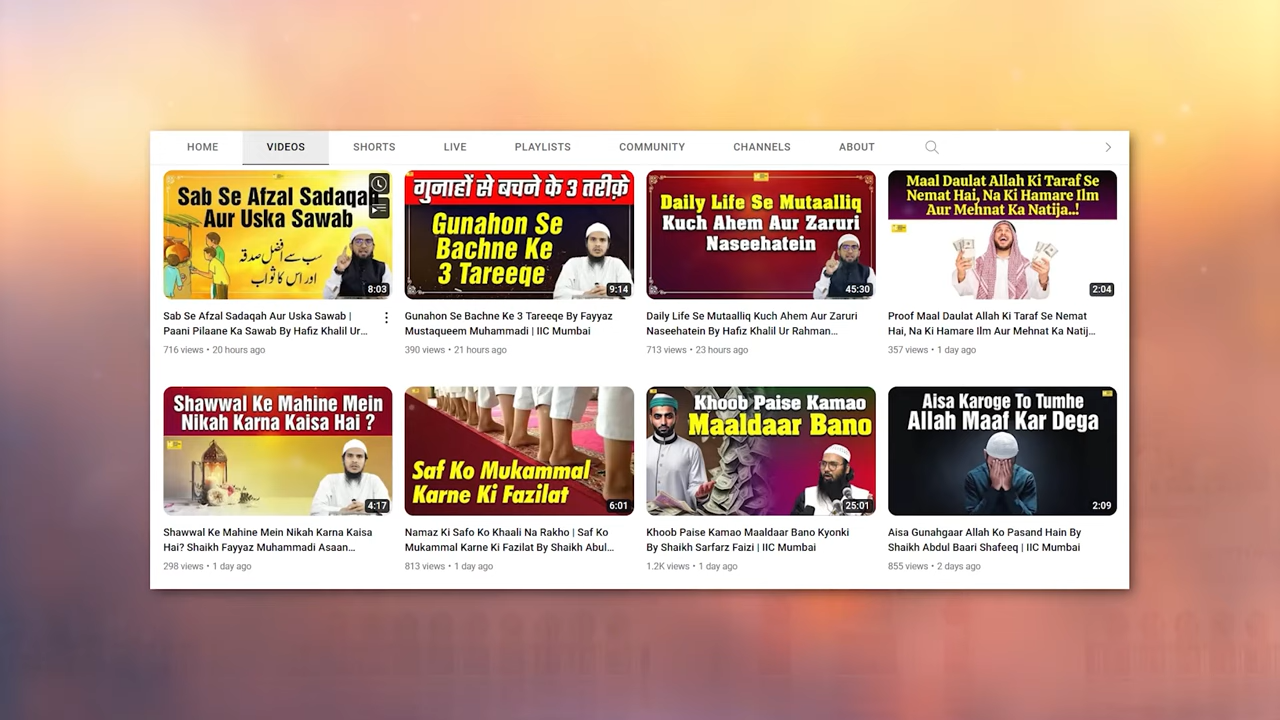 HOME
VIDEOS
SHORTS
LIVE
PLAYLISTS
COMMUNITY
CHANNELS
ABOUT
Sab Se Afzal Sadaqah
Aur Uska Sawab
سب سے افضل صدقہ
اور اس کا ثواب
8:03
Sab Se Afzal Sadaqah Aur Uska Sawab |
Paani Pilaane Ka Sawab By Hafiz Khalil Ur...
716 views • 20 hours ago
गुनाहों से बचने के 3 तरीक़े
Gunahon Se
Bachne Ke
3 Tareeqe
9:14
Gunahon Se Bachne Ke 3 Tareeqe By Fayyaz
Mustaqueem Muhammadi | IIC Mumbai
390 views • 21 hours ago
Daily Life Se Mutaalliq
Kuch Ahem Aur Zaruri
Naseehatein
45:30
Daily Life Se Mutaalliq Kuch Ahem Aur Zaruri
Naseehatein By Hafiz Khalil Ur Rahman...
713 views • 23 hours ago
Maal Daulat Allah Ki Taraf Se
Nemat Hai, Na Ki Hamare Ilm
Aur Mehnat Ka Natija..!
2:04
Proof Maal Daulat Allah Ki Taraf Se Nemat
Hai, Na Ki Hamare Ilm Aur Mehnat Ka Natij...
357 views • 1 day ago
Shawwal Ke Mahine Mein
Nikah Karna Kaisa Hai ?
4:17
Shawwal Ke Mahine Mein Nikah Karna Kaisa
Hai? Shaikh Fayyaz Muhammadi Asaan...
298 views • 1 day ago
Saf Ko Mukammal
Karne Ki Fazilat
6:01
Namaz Ki Safo Ko Khaali Na Rakho | Saf Ko
Mukammal Karne Ki Fazilat By Shaikh Abul...
813 views • 1 day ago
Khoob Paise Kamao
Maaldaar Bano
25:01
Khoob Paise Kamao Maaldaar Bano Kyonki
By Shaikh Sarfarz Faizi | IIC Mumbai
1.2K views • 1 day ago
Aisa Karoge To Tumhe
Allah Maaf Kar Dega
2:09
Aisa Gunahgaar Allah Ko Pasand Hain By
Shaikh Abdul Baari Shafeeq | IIC Mumbai
855 views • 2 days ago